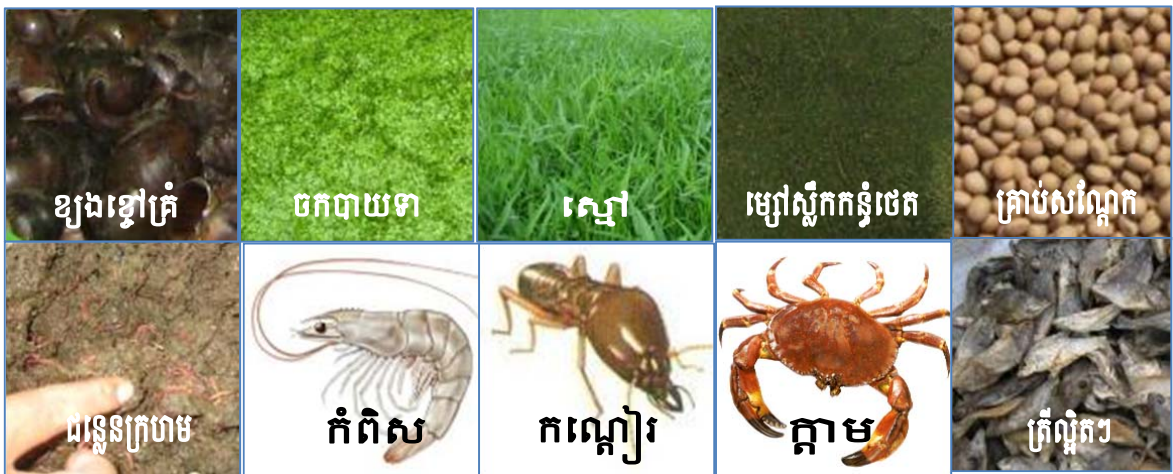 ខ្យងខ្ចៅគ្រំ
ចកបាយទា
ស្មៅ
ម្សៅស្លឹកកន្ធំថេត
គ្រាប់សណ្តែក
ជន្លេនក្រហម
កំពិស
កណ្តៀរ
ក្តាម
ត្រីល្អិតៗ